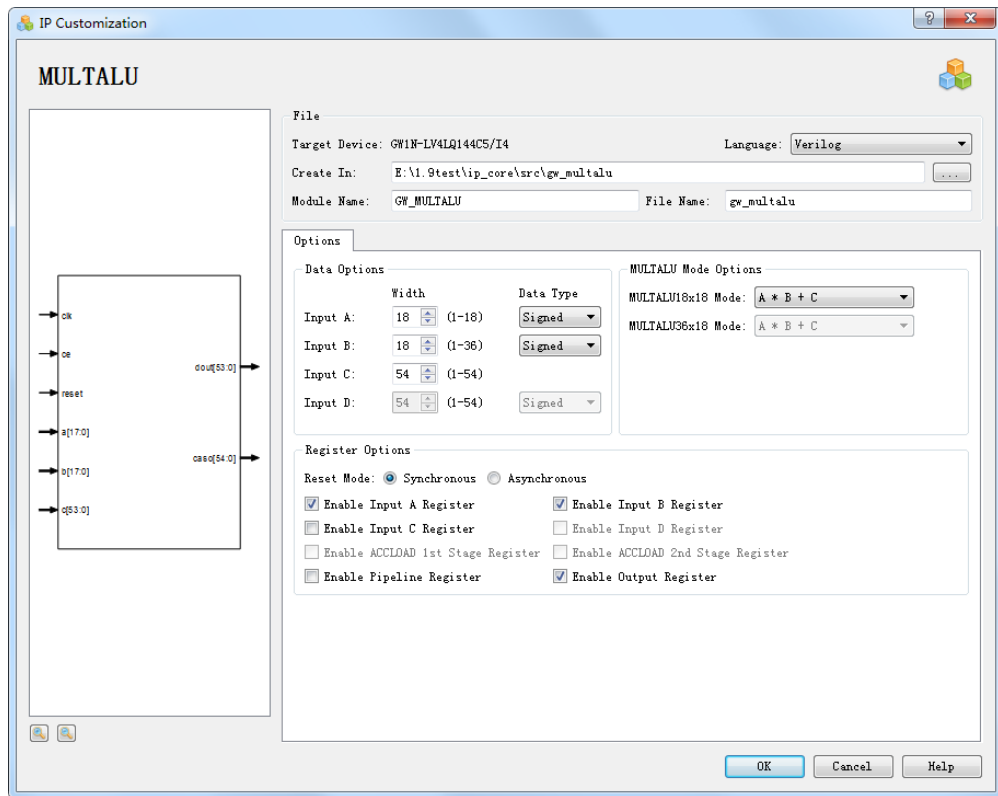 IP Customization
MULTALU
File
Target Device: GW1N-LV4LQ144C5/I4 Language: Verilog
Create In: E:\1.9test\ip_core\src\gw_multalu ...
Module Name: GW_MULTALU File Name: gw_multalu
Options
Data Options
Width Data Type
Input A: 18 (1-18) Signed
Input B: 18 (1-36) Signed
Input C: 54 (1-54)
Input D: 54 (1-54) Signed
MULTALU Mode Options
MULTALU18x18 Mode: A * B + C
MULTALU36x18 Mode: A * B + C
Register Options
Reset Mode: Synchronous Asynchronous
Enable Input A Register Enable Input B Register
Enable Input C Register Enable Input D Register
Enable ACCLOAD 1st Stage Register Enable ACCLOAD 2nd Stage Register
Enable Pipeline Register Enable Output Register
clk
ce
dout[53:0]
reset
a[17:0]
caso[54:0]
b[17:0]
c[53:0]
OK Cancel Help